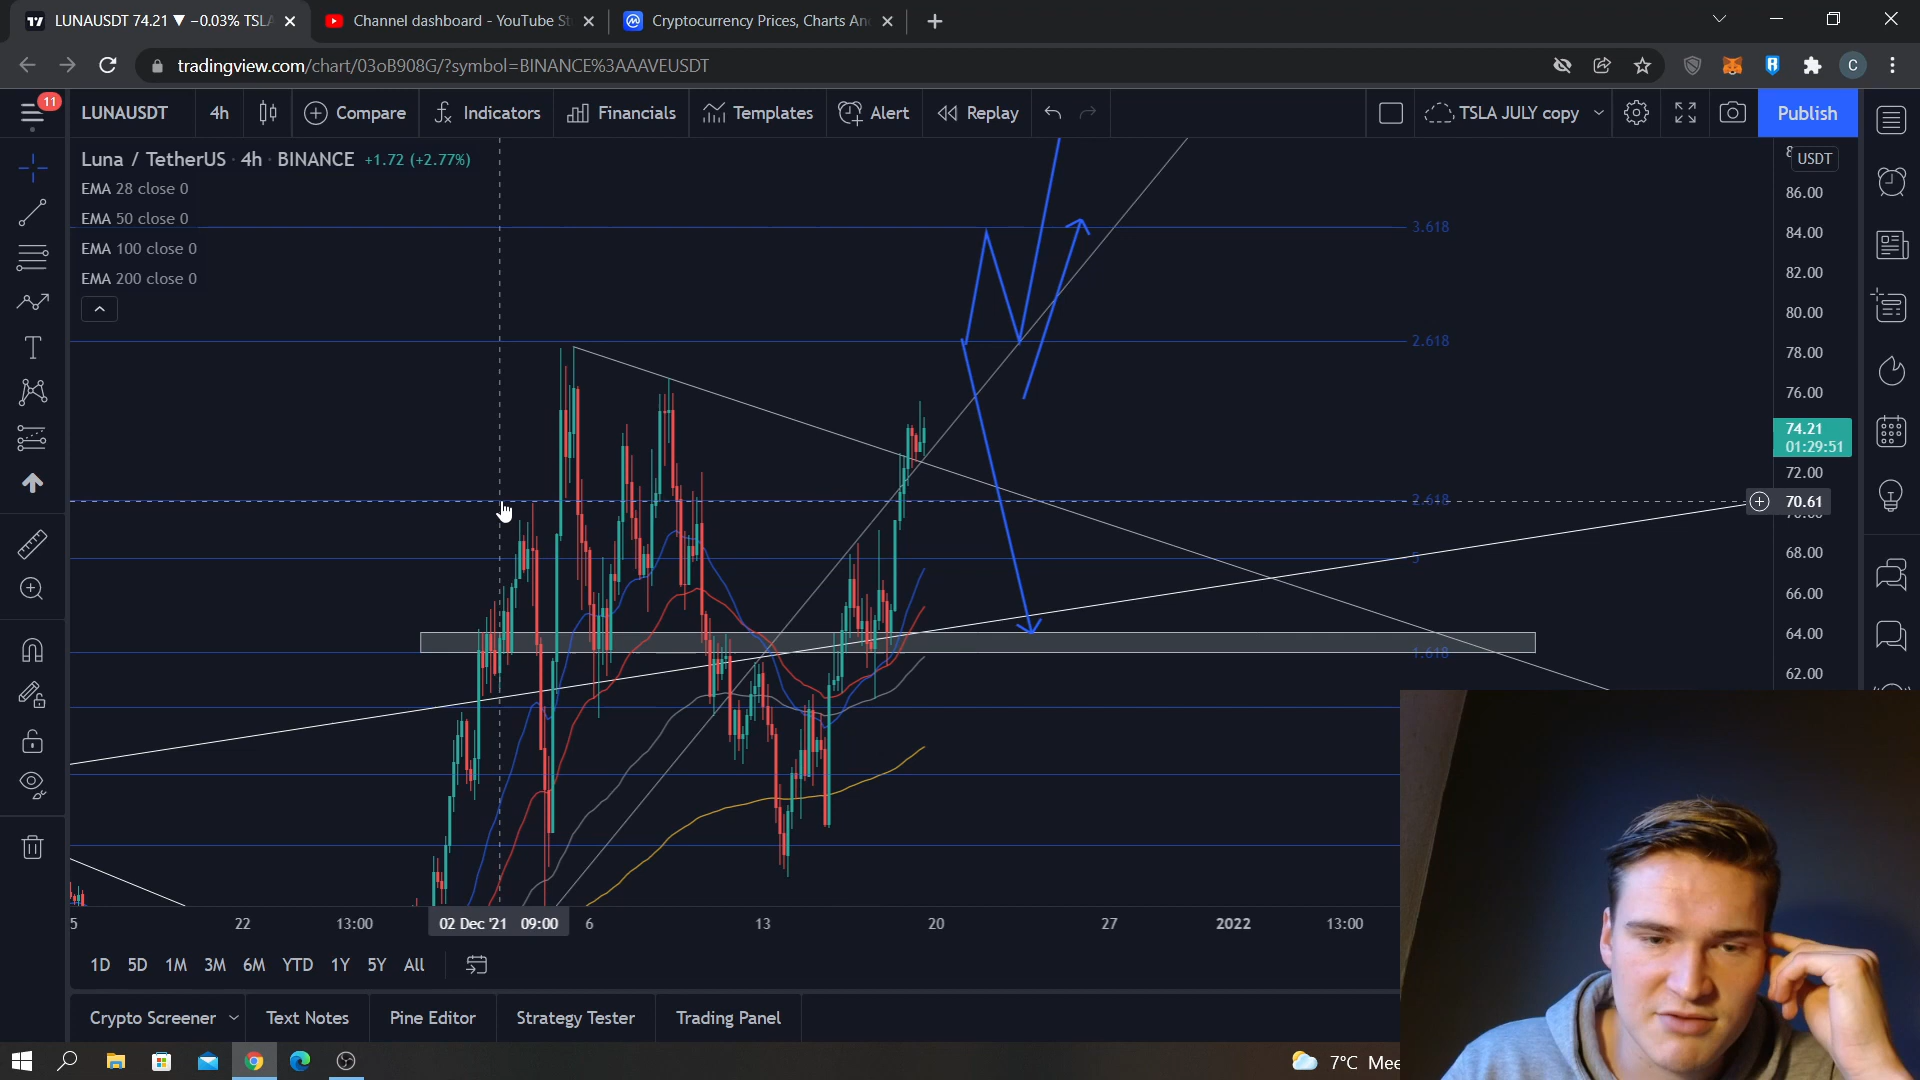 LUNAUSDT 74.21 ▼ −0.03% TSLA
Channel dashboard - YouTube St
Cryptocurrency Prices, Charts An
tradingview.com/chart/03oB908G/?symbol=BINANCE%3AAAVEUSDT
C
11
LUNAUSDT
4h
Compare
Indicators
Financials
Templates
Alert
Replay
TSLA JULY copy
Publish
Luna / TetherUS · 4h · BINANCE +1.72 (+2.77%)
EMA 28 close 0
EMA 50 close 0
EMA 100 close 0
EMA 200 close 0
USDT
86.00
84.00
82.00
80.00
78.00
76.00
74.21
01:29:51
72.00
70.61
68.00
66.00
64.00
62.00
3.618
2.618
2.618
5
1.618
5
22
13:00
02 Dec '21 09:00
6
13
20
27
2022
13:00
1D 5D 1M 3M 6M YTD 1Y 5Y All
Crypto Screener
Text Notes
Pine Editor
Strategy Tester
Trading Panel
7°C Mee